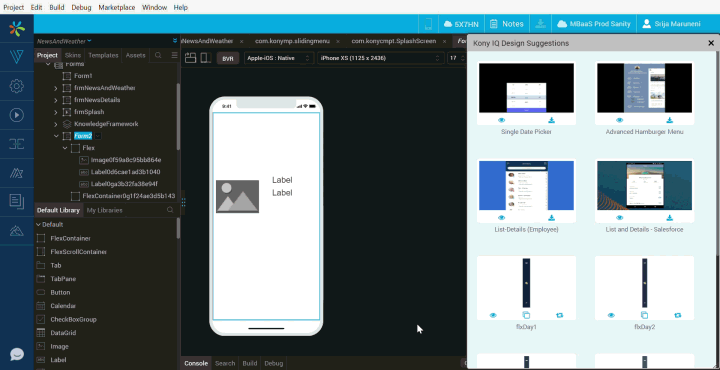 Project Edit Build Debug Marketplace Window Help
5X7HN Notes MBaaS Prod Sanity Srija Maruneni
NewsAndWeather
Project Skins Templates Assets
Forms
Form1
frmNewsAndWeather
frmNewsDetails
frmSplash
KnowledgeFramework
Form2
Flex
Image0f59a8c95bb864e
Label0d6cae1ad3b1040
Label0ga3b32fa38e94f
FlexContainer0g1f24ae3d5b143
Default Library My Libraries
Default
FlexContainer
FlexScrollContainer
Tab
TabPane
Button
Calendar
CheckBoxGroup
DataGrid
Image
Label
NewsAndWeather × com.konymp.slidingmenu × com.konycmpt.SplashScreen × For
BVR Apple-iOS : Native iPhone XS (1125 x 2436) 17
9:41
Label
Label
Console Search Build Debug
Kony IQ Design Suggestions
Single Date Picker
Advanced Hamburger Menu
List-Details (Employee)
List and Details - Salesforce
flxDay1
flxDay2